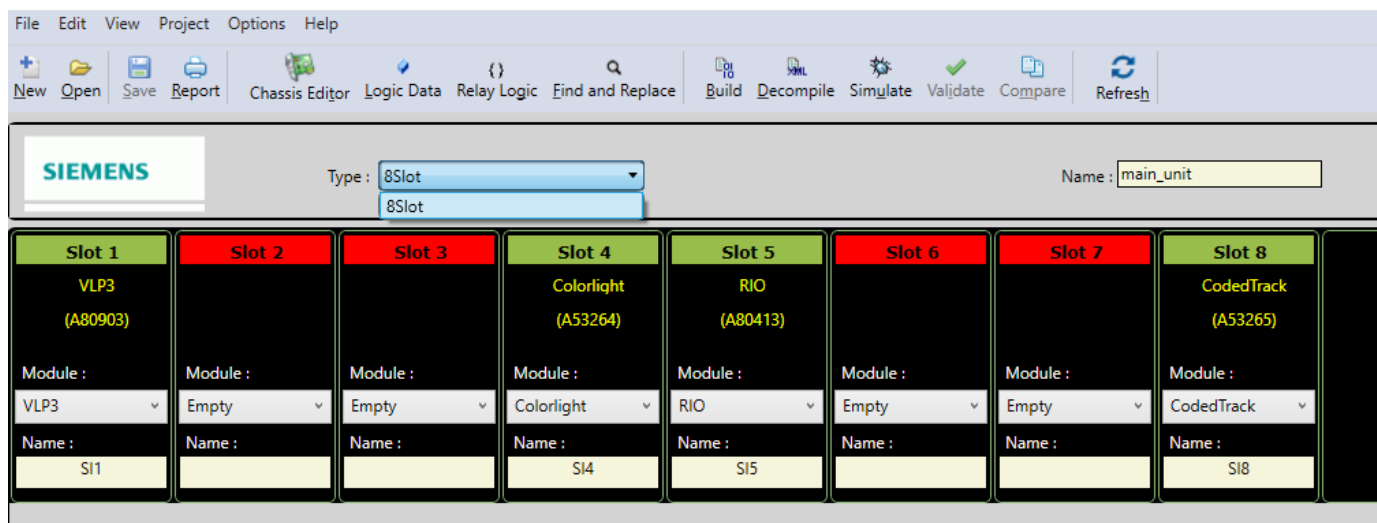 File Edit View Project Options Help
New Open Save Report Chassis Editor Logic Data Relay Logic Find and Replace Build Decompile Simulate Validate Compare Refresh
SIEMENS
Type : 8Slot
8Slot
Name : main_unit
Slot 1 Slot 2 Slot 3 Slot 4 Slot 5 Slot 6 Slot 7 Slot 8
VLP3 Colorlight RIO CodedTrack
(A80903) (A53264) (A80413) (A53265)
Module : Module : Module : Module : Module : Module : Module : Module :
VLP3 Empty Empty Colorlight RIO Empty Empty CodedTrack
Name : Name : Name : Name : Name : Name : Name : Name :
SI1 SI4 SI5 SI8